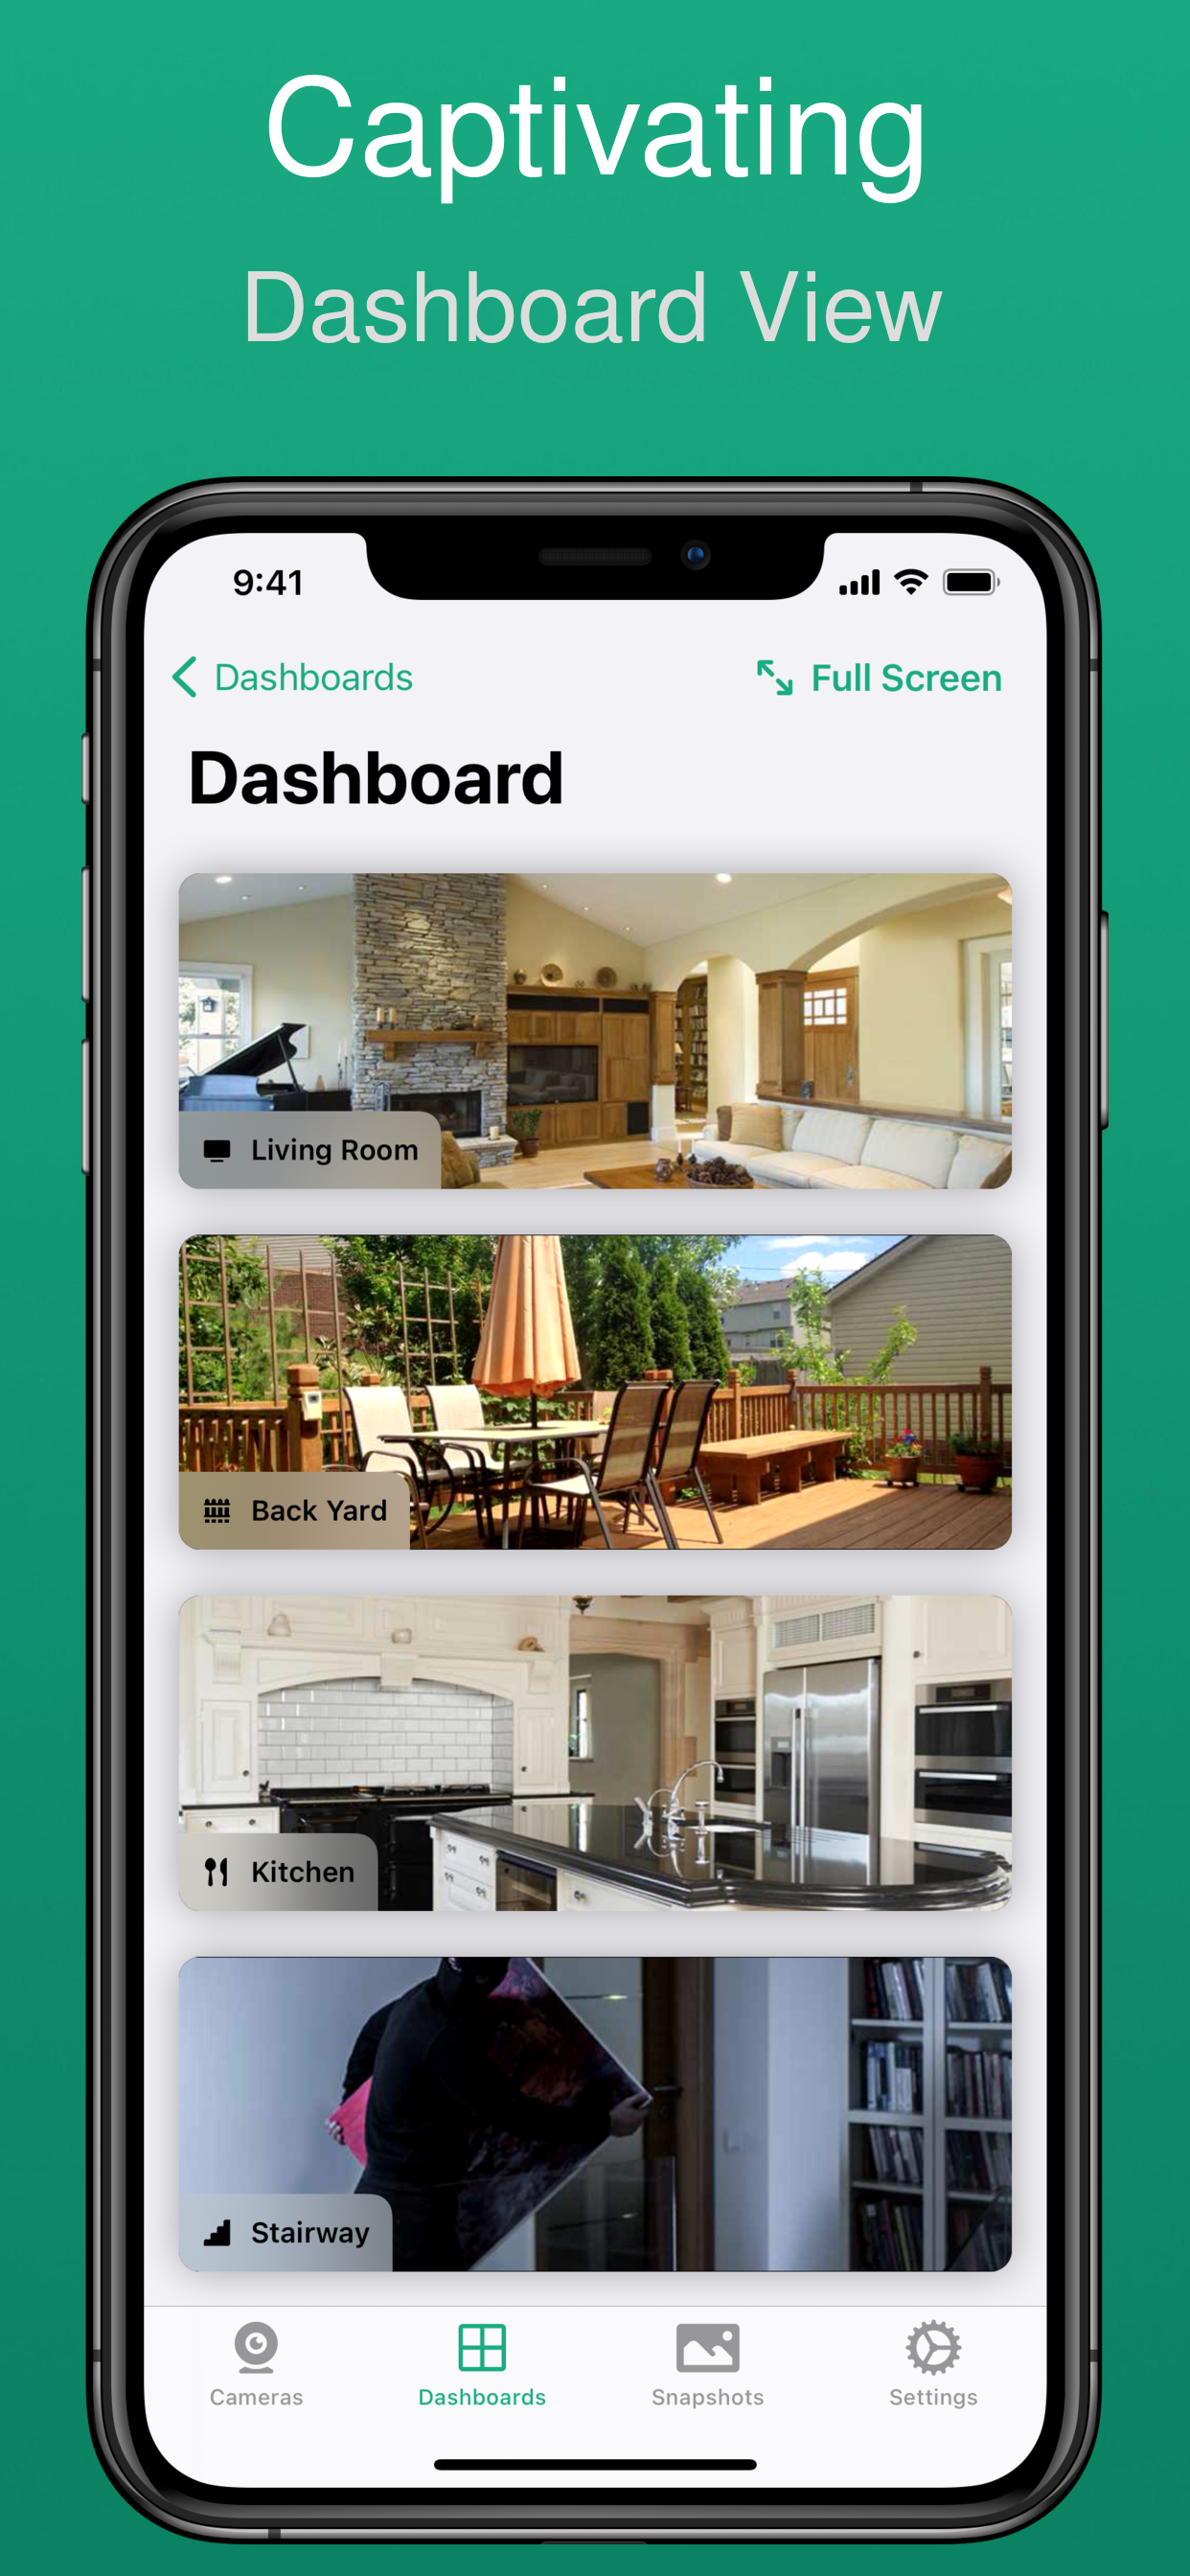 Captivating
Dashboard View
9:41
Dashboards
Full Screen
Dashboard
Living Room
Back Yard
Kitchen
Stairway
Cameras
Dashboards
Snapshots
Settings